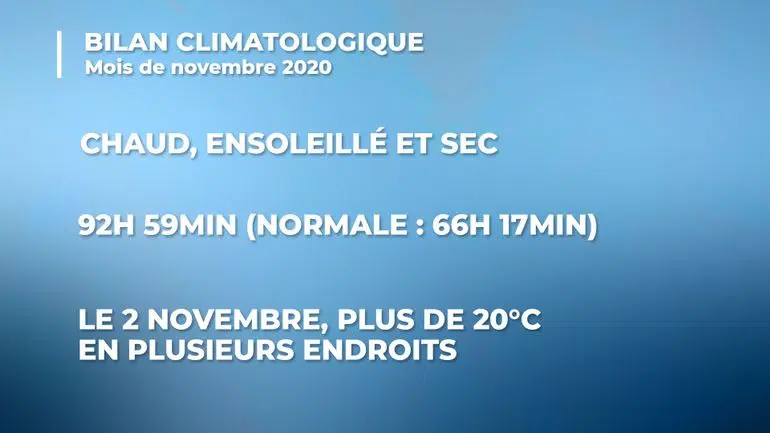 BILAN CLIMATOLOGIQUE
Mois de novembre 2020
CHAUD, ENSOLEILLÉ ET SEC
92H 59MIN (NORMALE : 66H 17MIN)
LE 2 NOVEMBRE, PLUS DE 20°C
EN PLUSIEURS ENDROITS